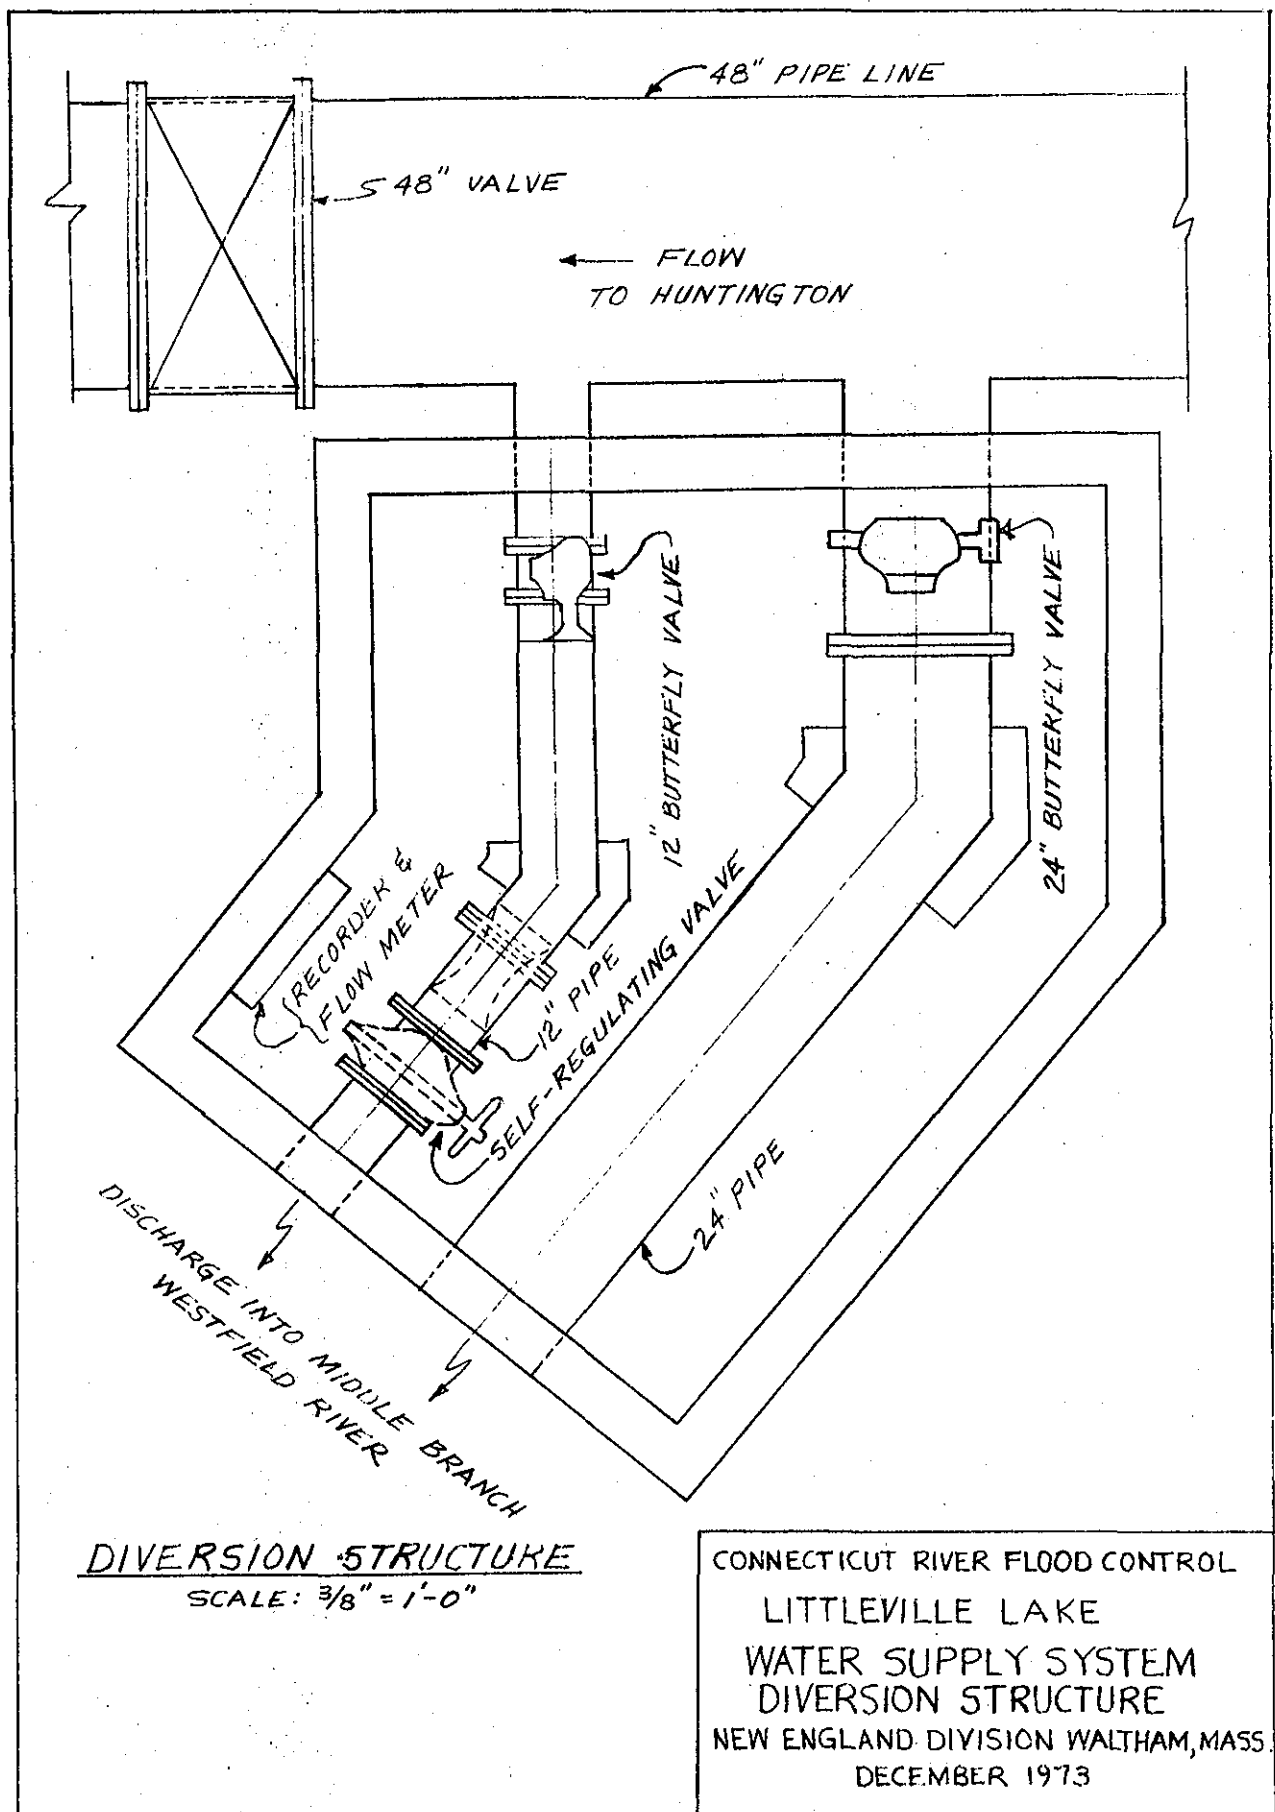 48" PIPE LINE
48" VALVE
FLOW
TO HUNTINGTON
12" BUTTERFLY VALVE
24" BUTTERFLY VALVE
RECORDER &
FLOW METER
12" PIPE
SELF-REGULATING VALVE
24" PIPE
DISCHARGE INTO MIDDLE BRANCH
WESTFIELD RIVER
DIVERSION STRUCTURE
SCALE: 3/8" = 1'-0"
CONNECTICUT RIVER FLOOD CONTROL
LITTLEVILLE LAKE
WATER SUPPLY SYSTEM
DIVERSION STRUCTURE
NEW ENGLAND DIVISION WALTHAM, MASS.
DECEMBER 1973